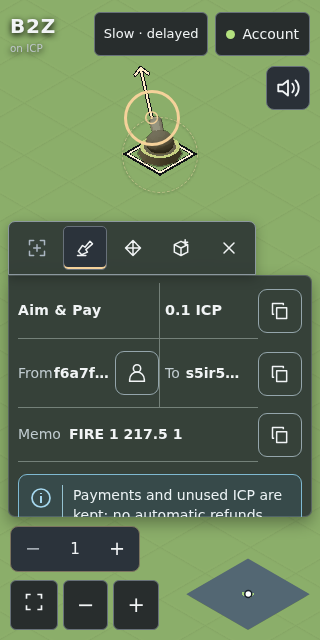 B2Z
on ICP
Slow · delayed
Account
Aim & Pay
0.1 ICP
From f6a7f...
To s5ir5...
Memo FIRE 1 217.5 1
Payments and unused ICP are
kept: no automatic refunds
1